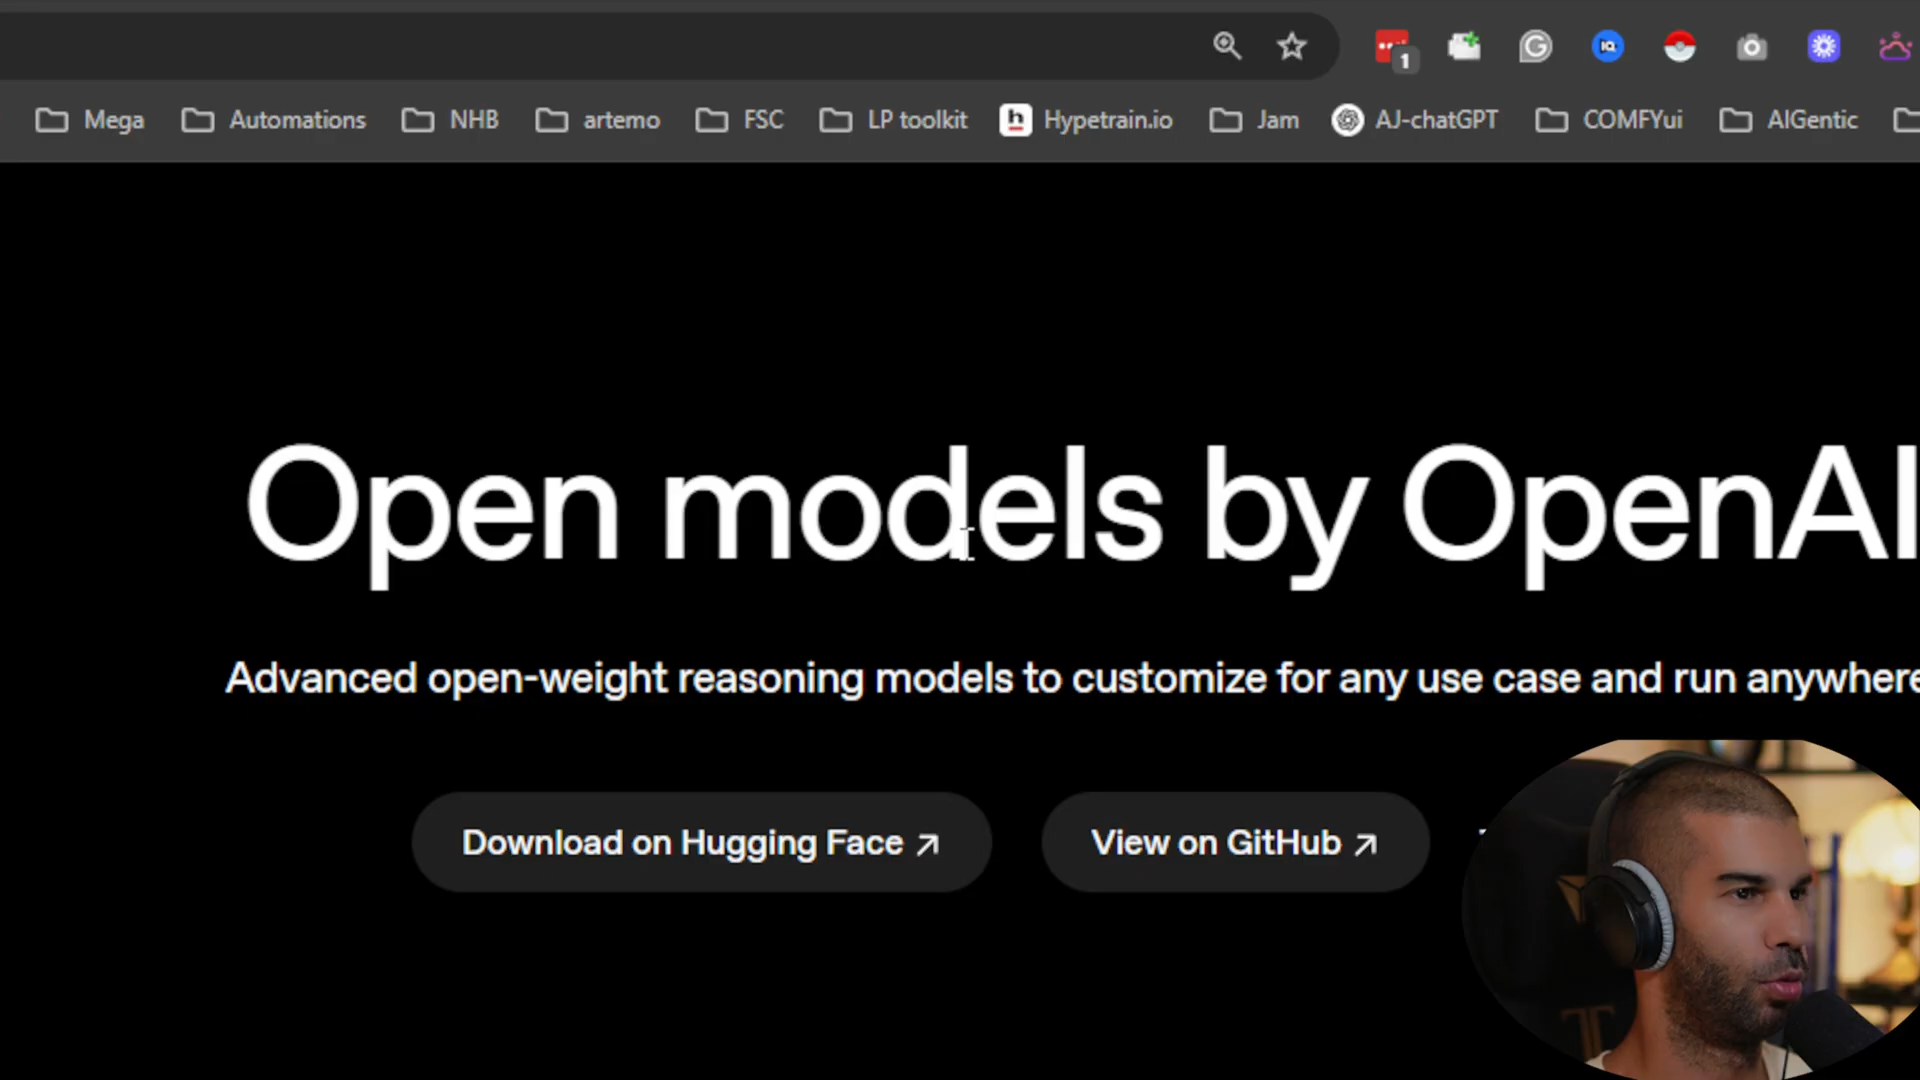 1
Mega Automations NHB artemo FSC LP toolkit h Hypetrain.io Jam AJ-chatGPT COMFYui AIGentic
Open models by OpenAI
Advanced open-weight reasoning models to customize for any use case and run anywhere
Download on Hugging Face ↗ View on GitHub ↗